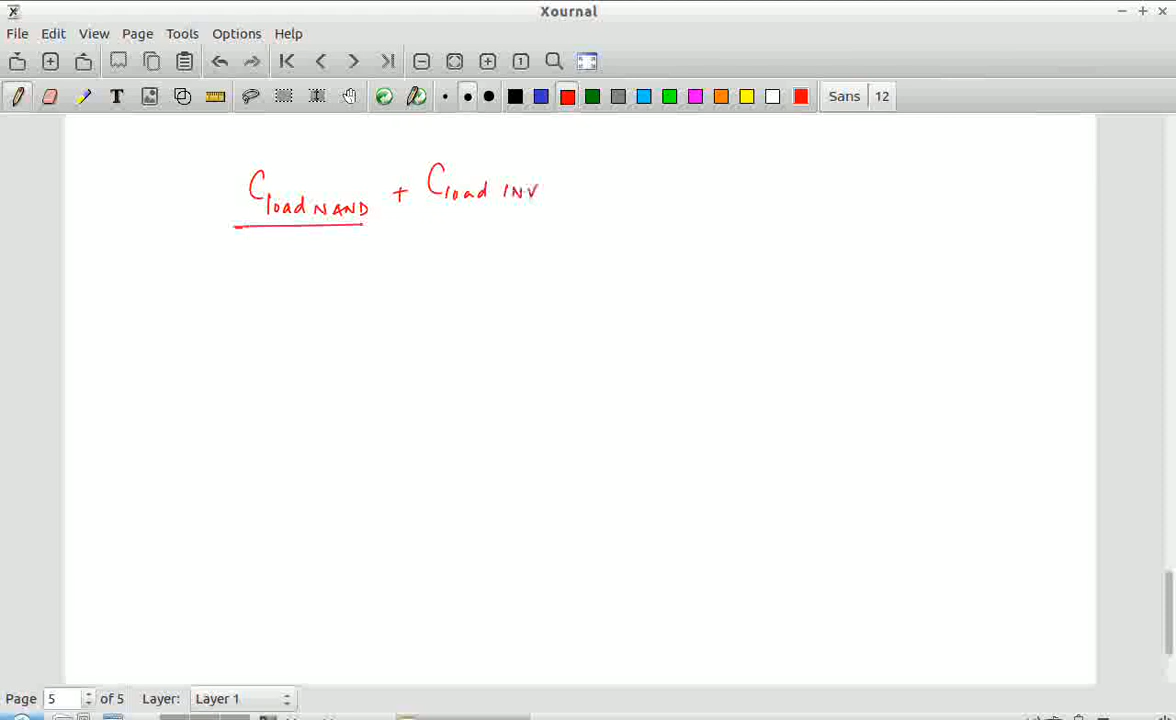 Xournal
File Edit View Page Tools Options Help
Sans 12
C load NAND + C load INV
Page 5 of 5 Layer: Layer 1